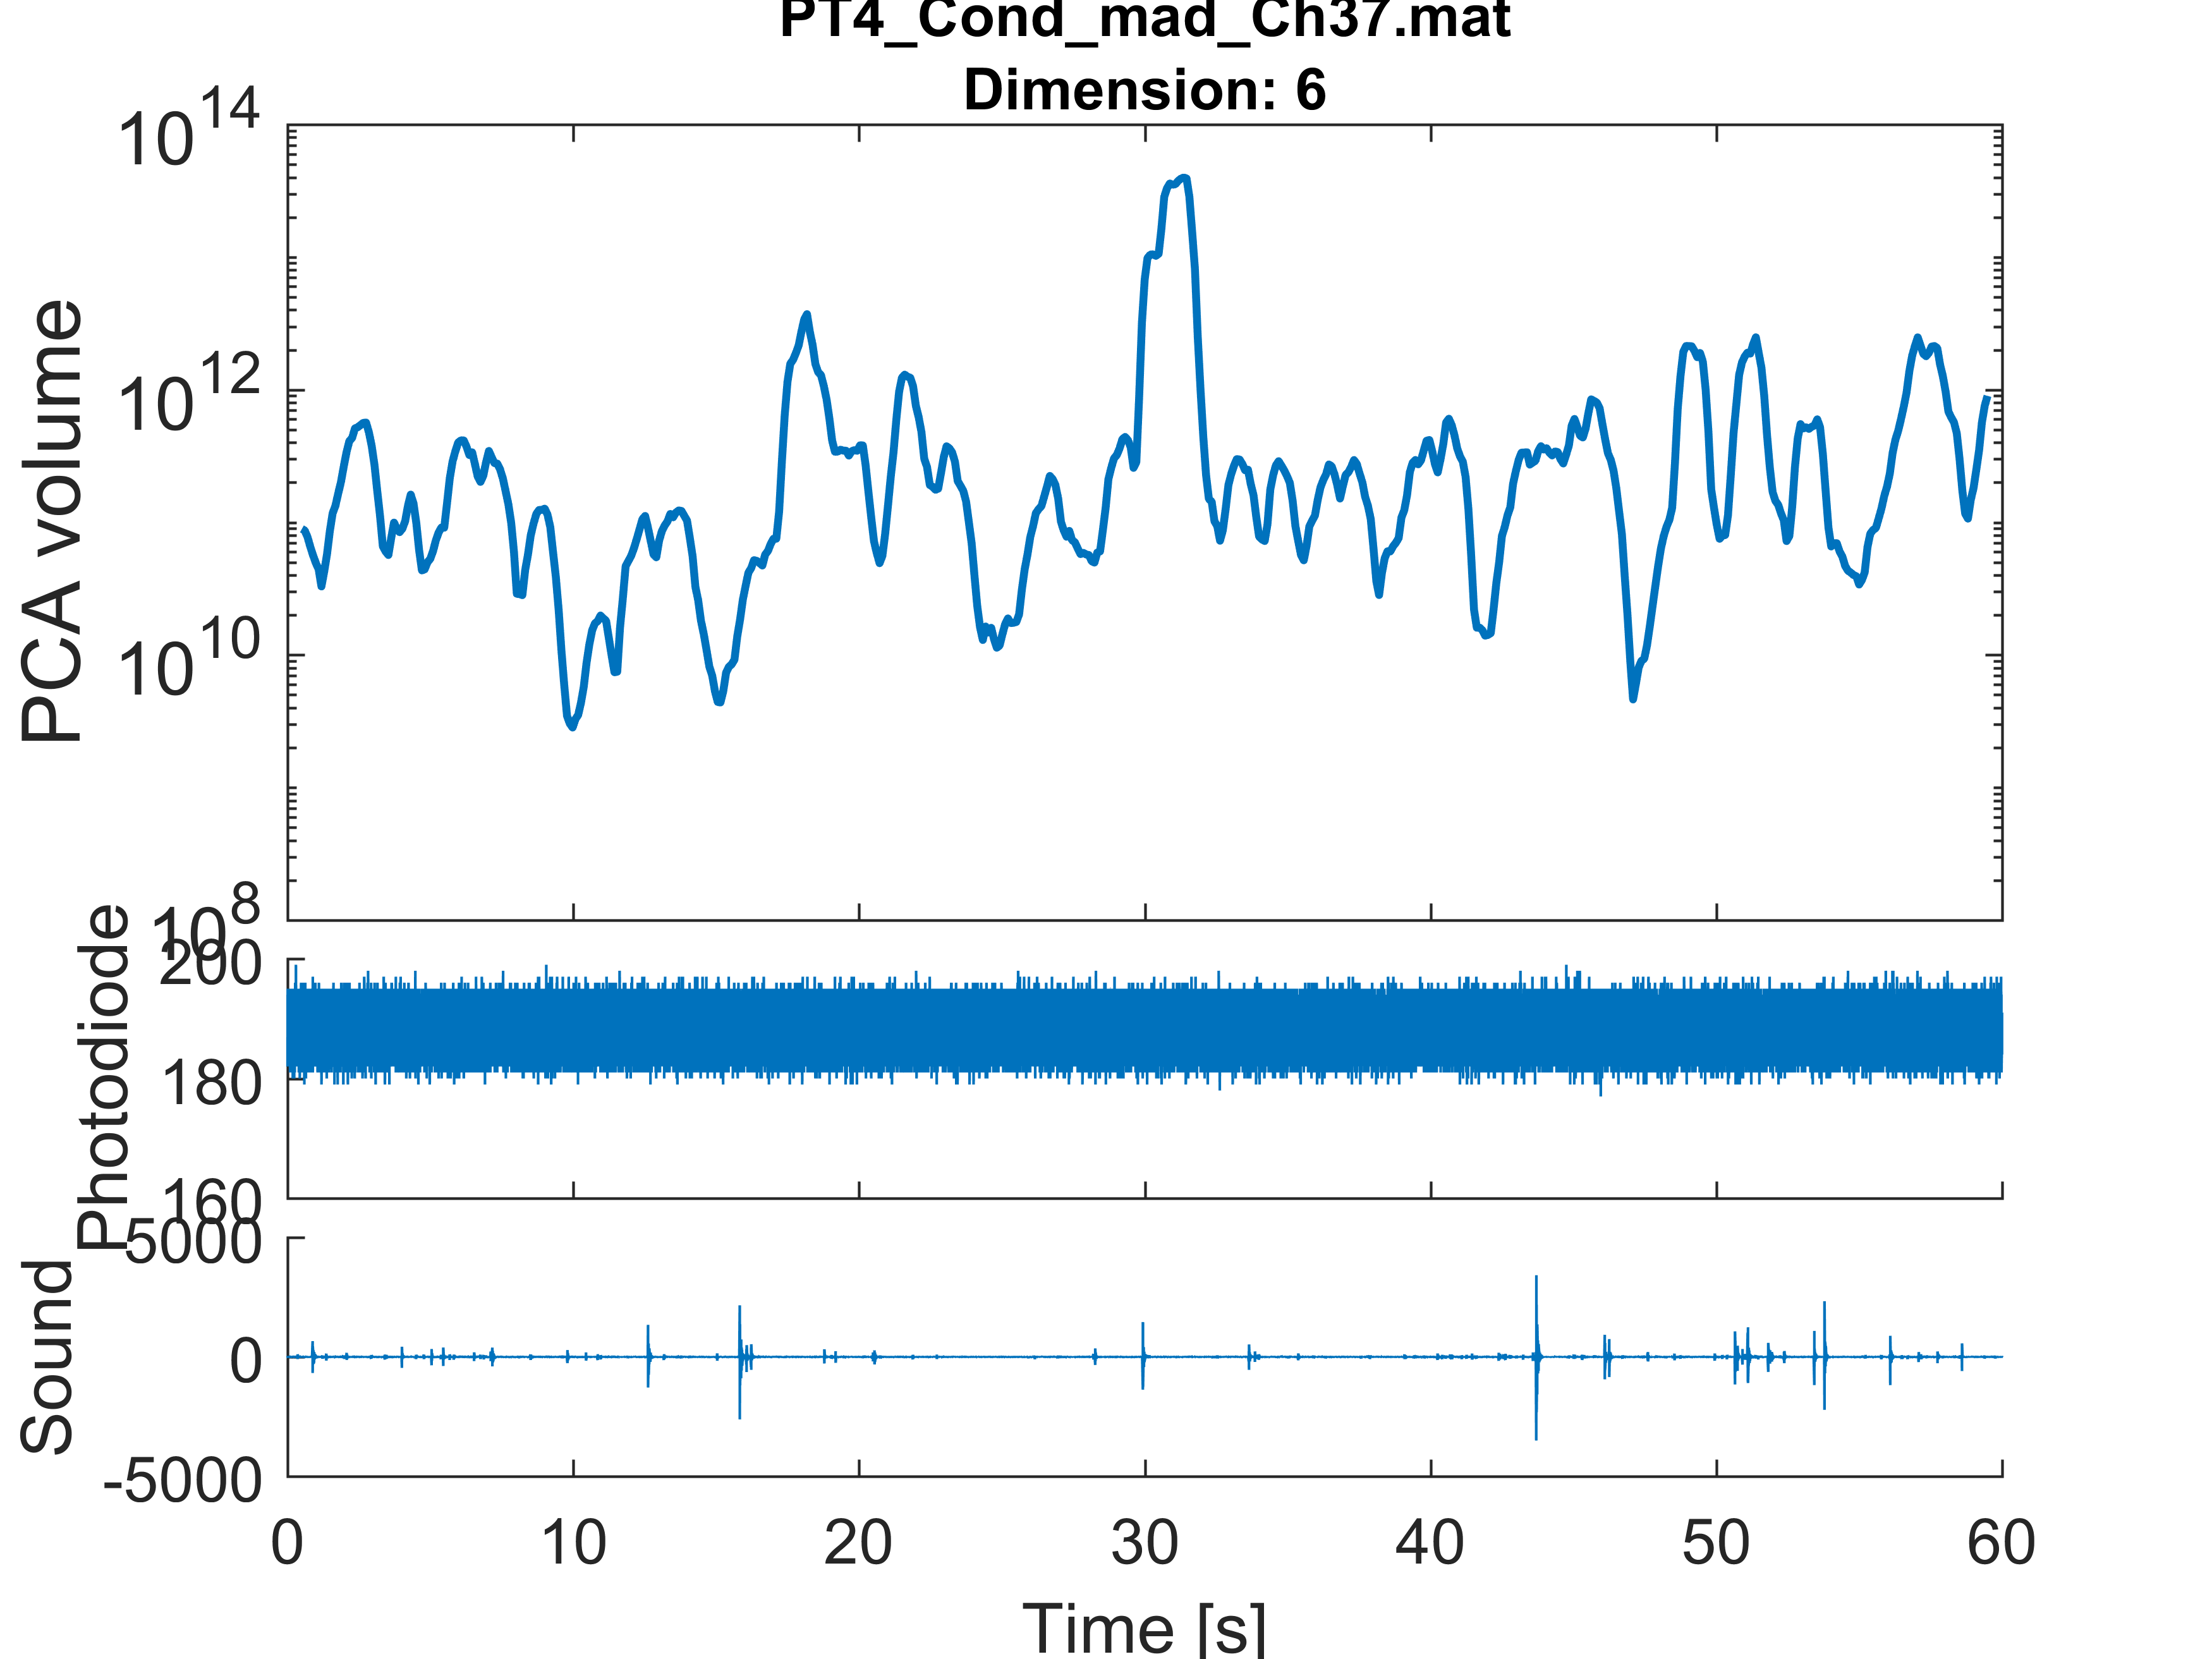 PT4_Cond_mad_Ch37.mat
Dimension: 6
PCA volume
10^14
10^12
10^10
10^8
Photodiode
200
180
160
Sound
5000
0
-5000
0 10 20 30 40 50 60
Time [s]